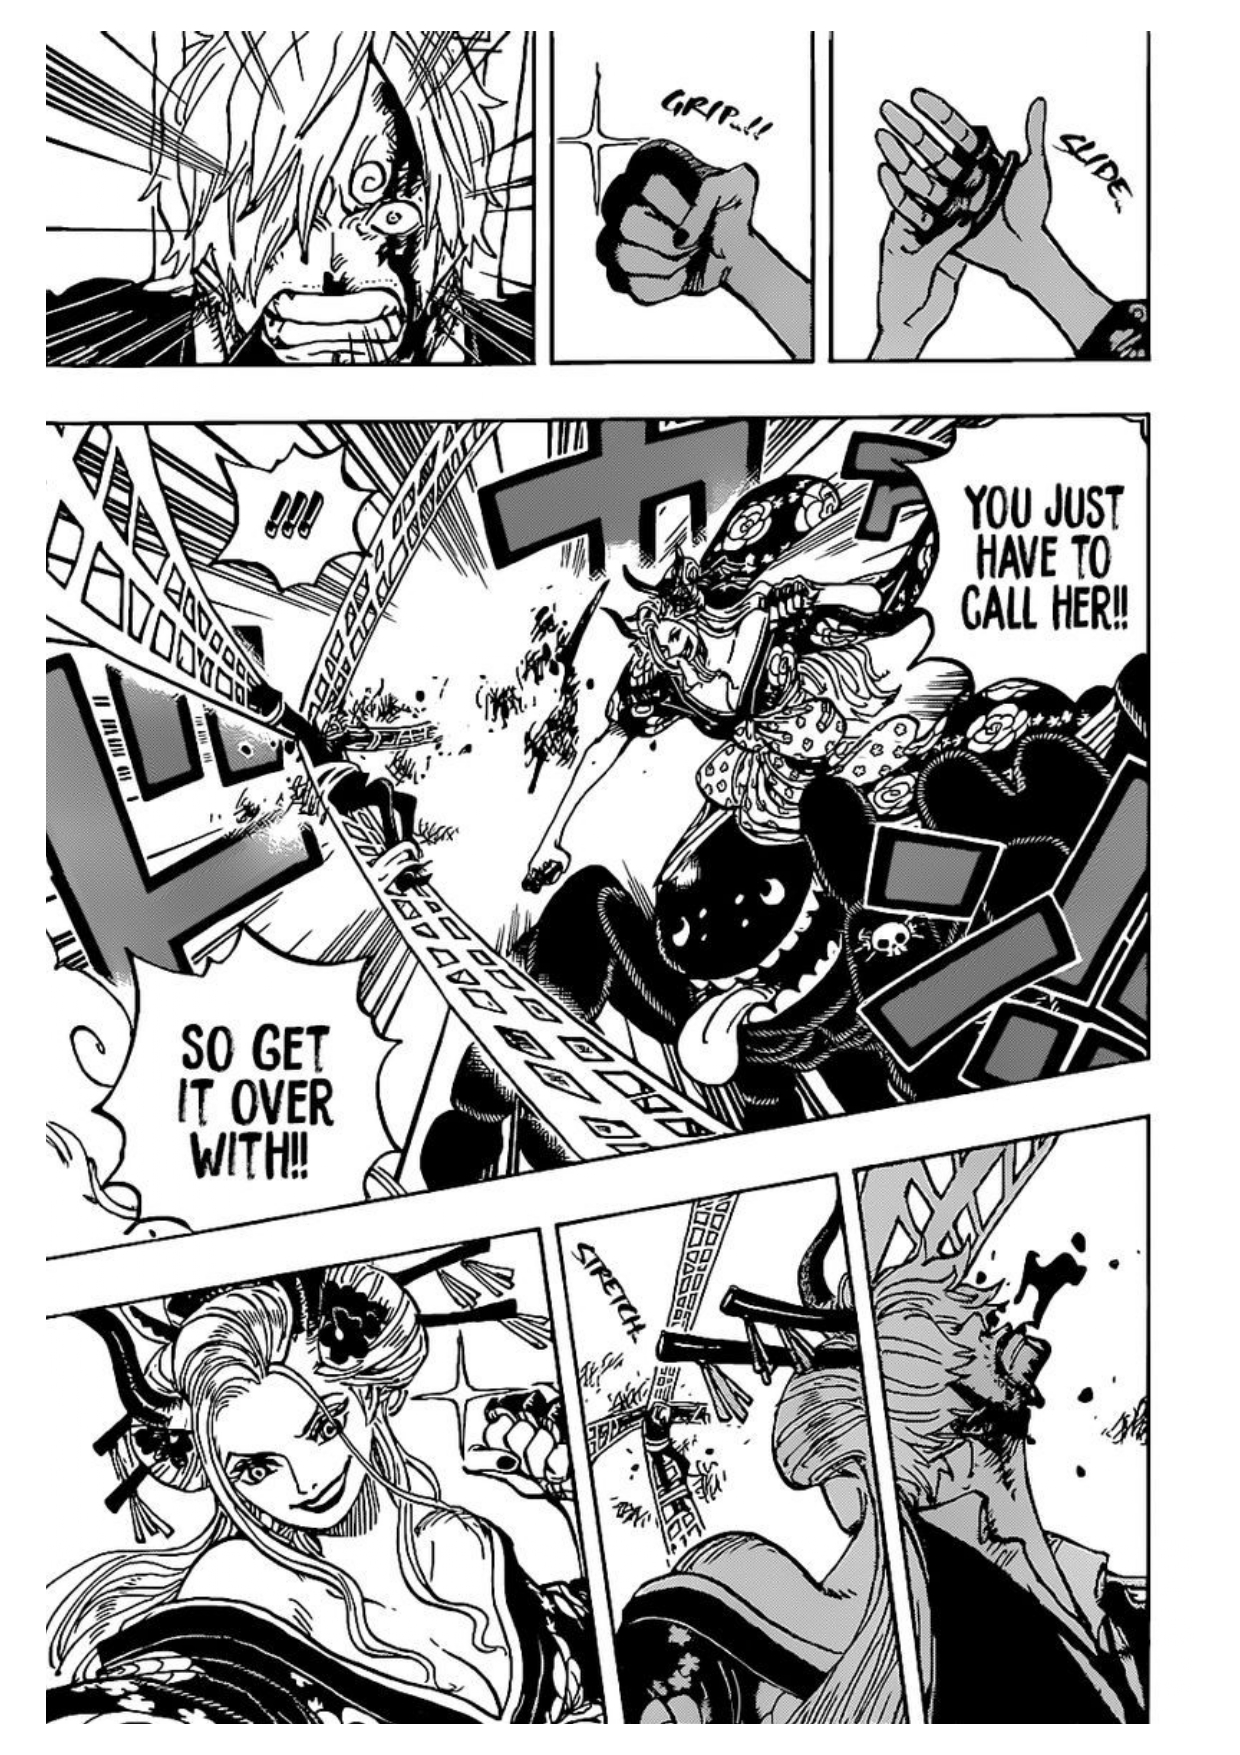 SLIDE..
GRIP...!!
YOU JUST
HAVE TO
CALL HER!!
!!!
SO GET
IT OVER
WITH!!
STRETCH..